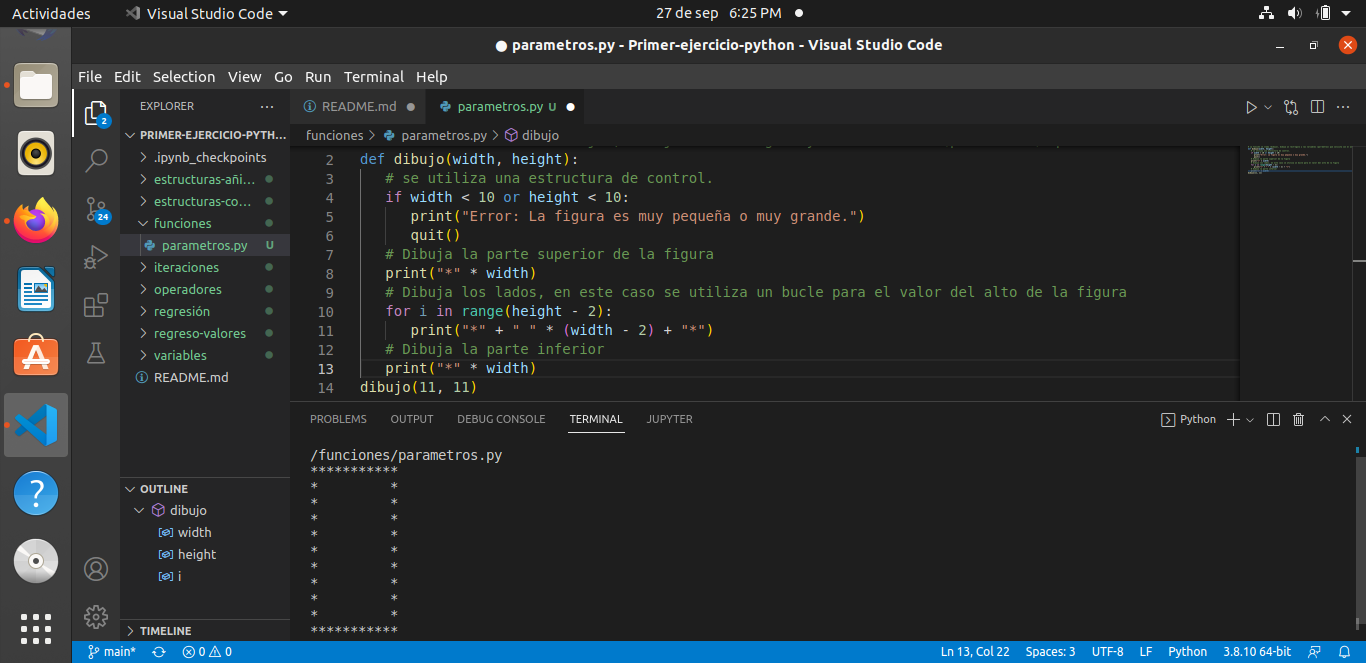 Actividades Visual Studio Code 27 de sep 6:25 PM
parametros.py - Primer-ejercicio-python - Visual Studio Code
File Edit Selection View Go Run Terminal Help
EXPLORER ...
README.md parametros.py U
PRIMER-EJERCICIO-PYTH...
funciones > parametros.py > dibujo
.ipynb_checkpoints
estructuras-añi...
estructuras-co...
funciones
parametros.py U
iteraciones
operadores
regresión
regreso-valores
variables
README.md
2 def dibujo(width, height):
3 # se utiliza una estructura de control.
4 if width < 10 or height < 10:
5 print("Error: La figura es muy pequeña o muy grande.")
6 quit()
7 # Dibuja la parte superior de la figura
8 print("*" * width)
9 # Dibuja los lados, en este caso se utiliza un bucle para el valor del alto de la figura
10 for i in range(height - 2):
11 print("*" + " " * (width - 2) + "*")
12 # Dibuja la parte inferior
13 print("*" * width)
14 dibujo(11, 11)
PROBLEMS OUTPUT DEBUG CONSOLE TERMINAL JUPYTER Python
/funciones/parametros.py
***********
*         *
*         *
*         *
*         *
*         *
*         *
*         *
*         *
*         *
***********
OUTLINE
dibujo
width
height
i
TIMELINE
2
24
main* 0 0 Ln 13, Col 22 Spaces: 3 UTF-8 LF Python 3.8.10 64-bit